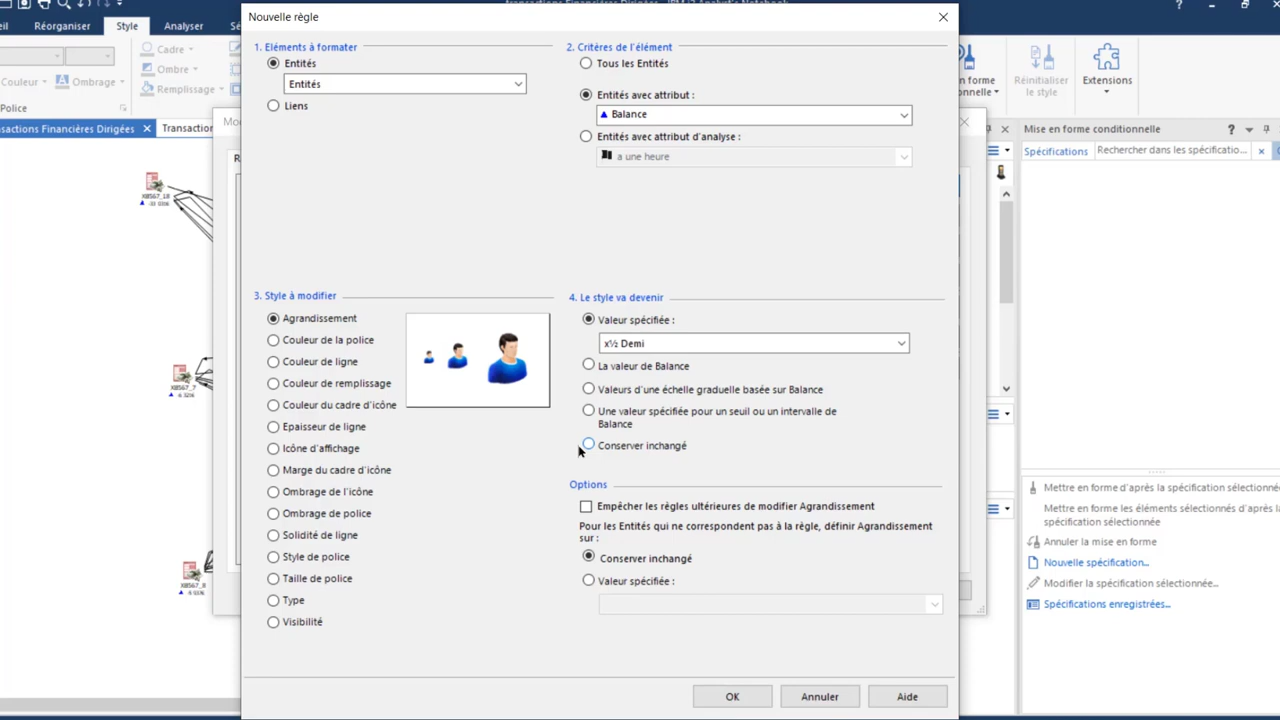 transactions Financières Dirigées - IBM i2 Analyst's Notebook
Nouvelle règle
Réorganiser
Style
Analyser
Cadre
Ombre
Remplissage
Couleur
Ombrage
Police
Réinitialiser
le style
Extensions
sactions Financières Dirigées
Transaction
Mise en forme conditionnelle
Spécifications
Rechercher dans les spécificatio...
1. Eléments à formater
Entités
Entités
Liens
2. Critères de l'élément
Tous les Entités
Entités avec attribut :
Balance
Entités avec attribut d'analyse :
a une heure
3. Style à modifier
Agrandissement
Couleur de la police
Couleur de ligne
Couleur de remplissage
Couleur du cadre d'icône
Epaisseur de ligne
Icône d'affichage
Marge du cadre d'icône
Ombrage de l'icône
Ombrage de police
Solidité de ligne
Style de police
Taille de police
Type
Visibilité
4. Le style va devenir
Valeur spécifiée :
x½ Demi
La valeur de Balance
Valeurs d'une échelle graduelle basée sur Balance
Une valeur spécifiée pour un seuil ou un intervalle de
Balance
Conserver inchangé
Options
Empêcher les règles ultérieures de modifier Agrandissement
Pour les Entités qui ne correspondent pas à la règle, définir Agrandissement
sur :
Conserver inchangé
Valeur spécifiée :
OK
Annuler
Aide
Mettre en forme d'après la spécification sélectionnée
Mettre en forme les éléments sélectionnés d'après la
spécification sélectionnée
Annuler la mise en forme
Nouvelle spécification...
Modifier la spécification sélectionnée...
Spécifications enregistrées...